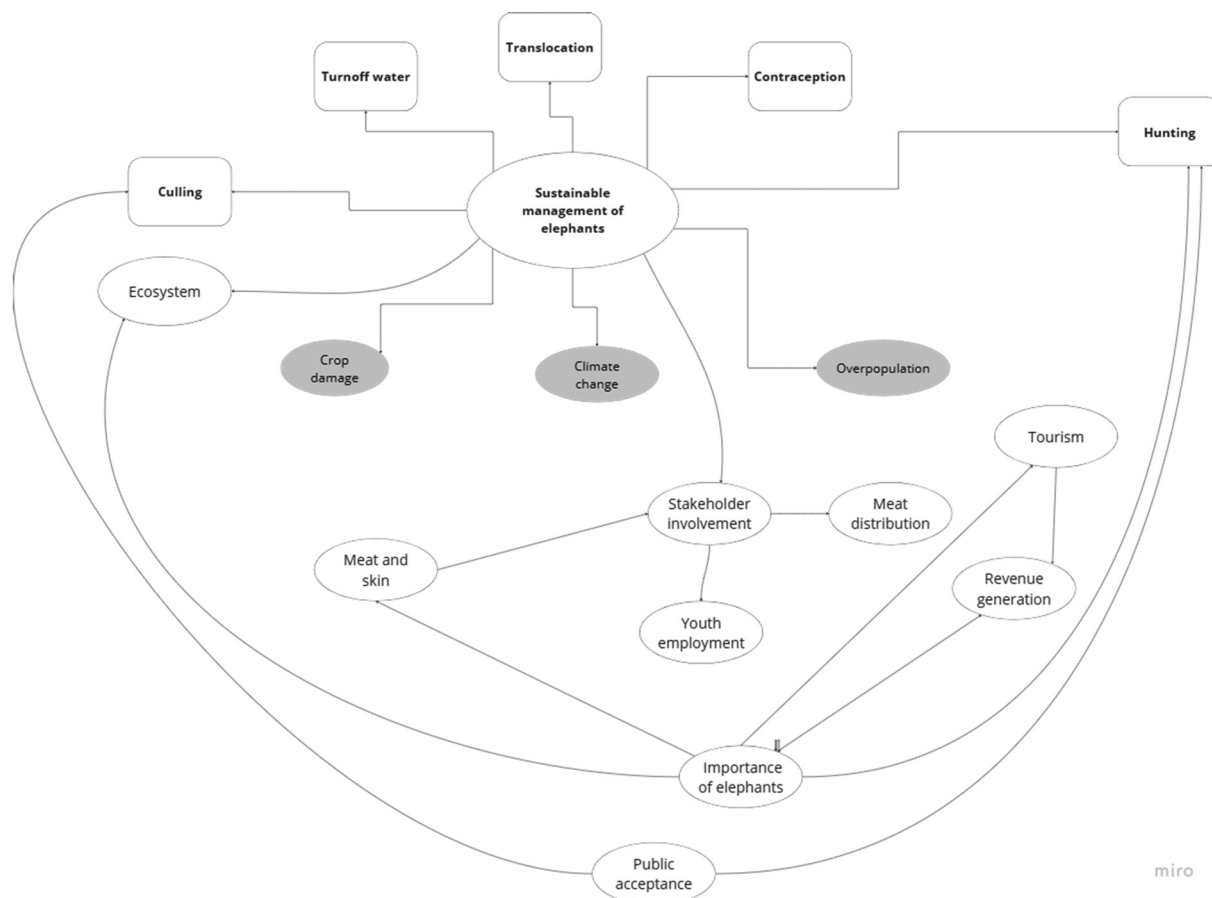 Translocation
Turnoff water
Contraception
Hunting
Culling
Sustainable
management of
elephants
Ecosystem
Crop
damage
Climate
change
Overpopulation
Tourism
Stakeholder
involvement
Meat
distribution
Meat and
skin
Revenue
generation
Youth
employment
Importance
of elephants
Public
acceptance
miro